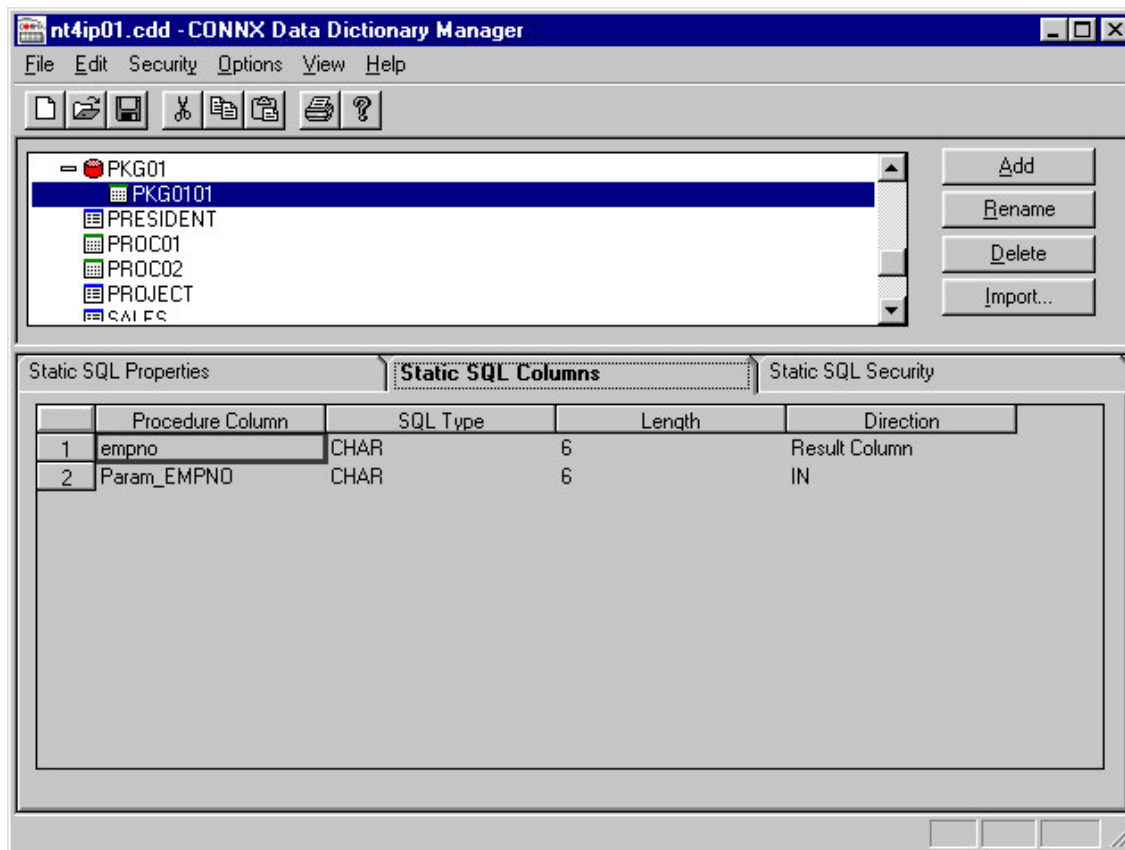 nt4ip01.cdd - CONNX Data Dictionary Manager
File Edit Security Options View Help
PKG01
PKG0101
PRESIDENT
PROC01
PROC02
PROJECT
SALES
Add
Rename
Delete
Import...
Static SQL Properties Static SQL Columns Static SQL Security
Procedure Column SQL Type Length Direction
1 empno CHAR 6 Result Column
2 Param_EMPNO CHAR 6 IN